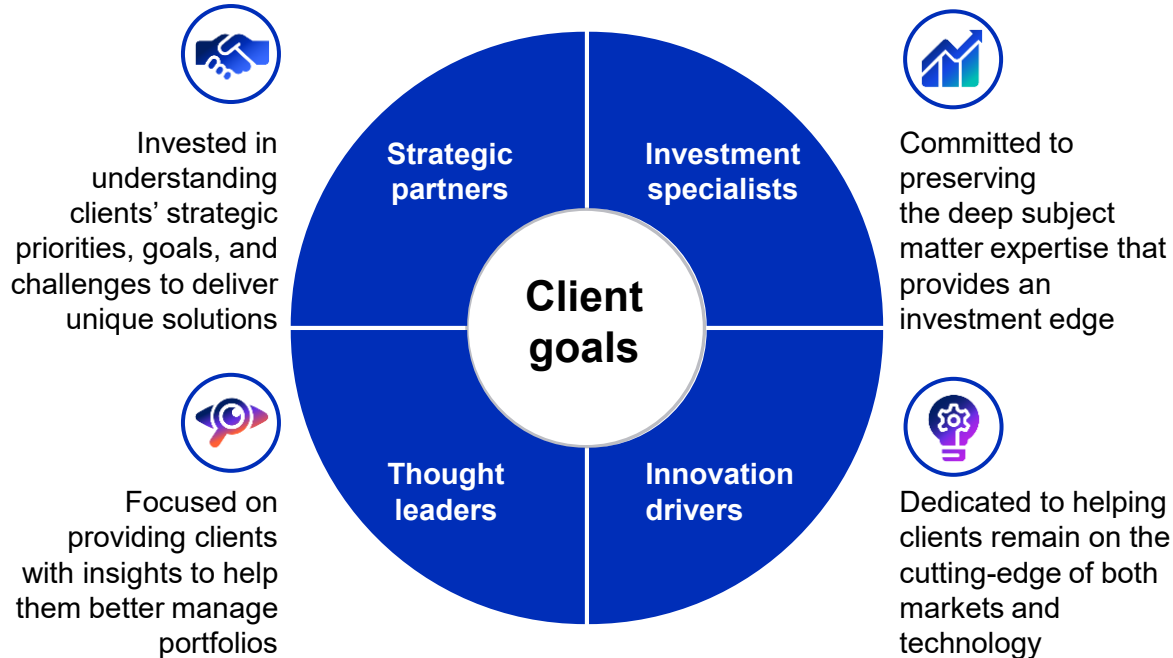 Invested in
understanding
clients’ strategic
priorities, goals, and
challenges to deliver
unique solutions
Strategic
partners
Investment
specialists
Committed to
preserving
the deep subject
matter expertise that
provides an
investment edge
Client
goals
Focused on
providing clients
with insights to help
them better manage
portfolios
Thought
leaders
Innovation
drivers
Dedicated to helping
clients remain on the
cutting-edge of both
markets and
technology